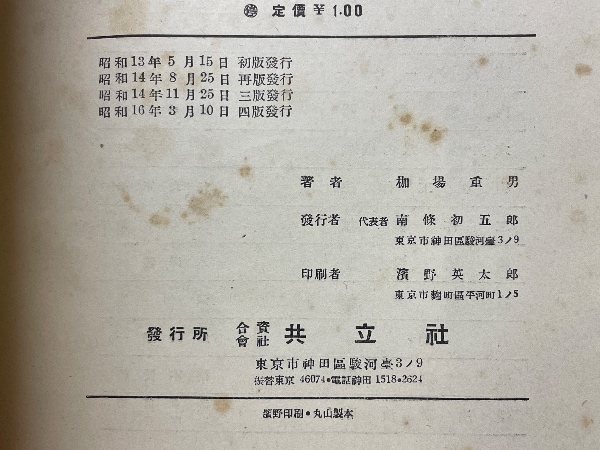 ㊝ 定價 ¥ 1.00
昭和13年5月15日 初版發行
昭和14年8月25日 再版發行
昭和14年11月25日 三版發行
昭和16年3月10日 四版發行
著者 枷場重男
發行者 代表者 南條初五郎
東京市神田區駿河臺3ノ9
印刷者 濱野英太郎
東京市麴町區平河町1ノ5
發行所 合資會社 共立社
東京市神田區駿河臺3ノ9
振替東京 46074・電話神田 1518・2624
濱野印刷・丸山製本